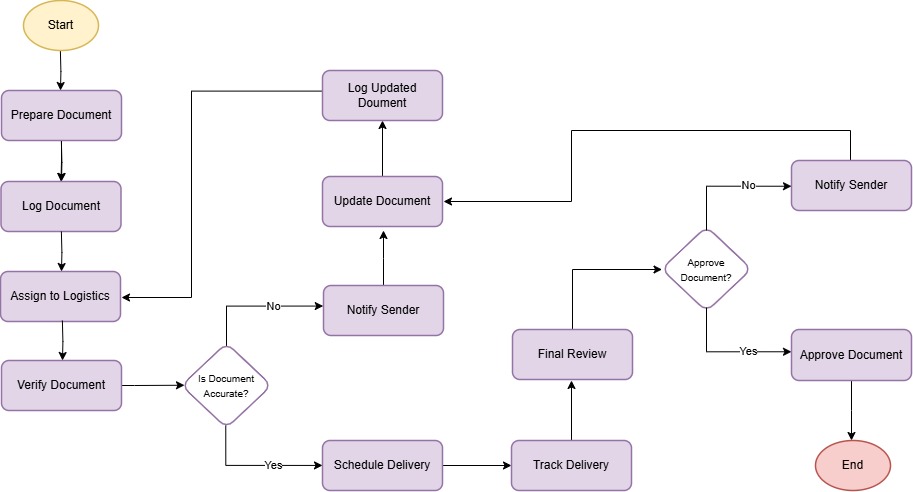 Start
Prepare Document
Log Document
Assign to Logistics
Verify Document
Is Document
Accurate?
No
Notify Sender
Update Document
Log Updated
Doument
Yes
Schedule Delivery
Track Delivery
Final Review
Approve
Document?
No
Notify Sender
Yes
Approve Document
End